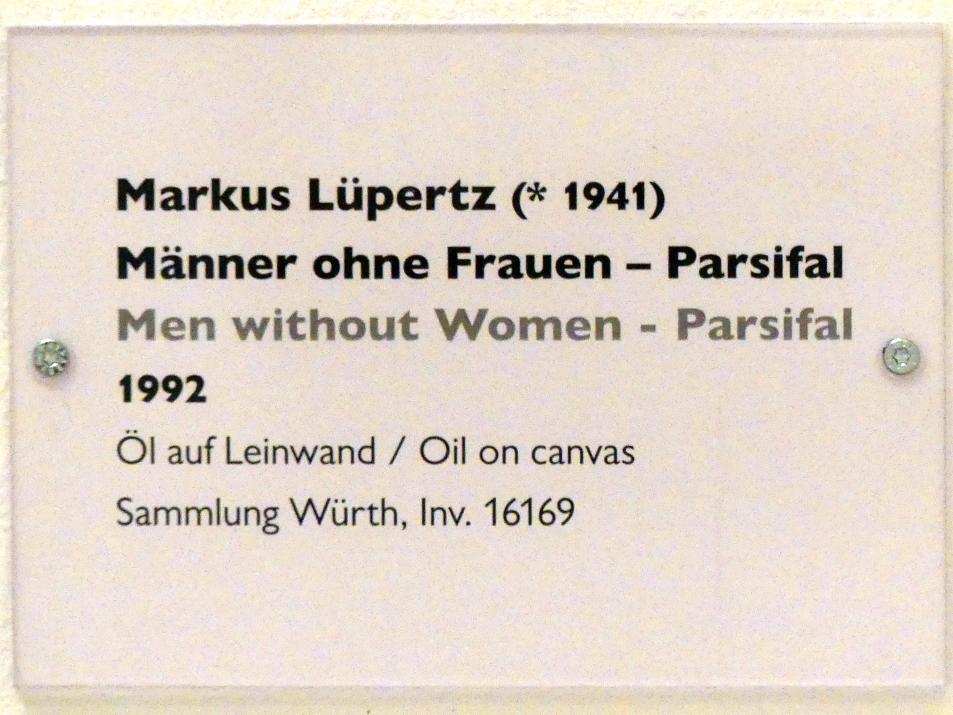 Markus Lüpertz (* 1941)
Männer ohne Frauen – Parsifal
Men without Women - Parsifal
1992
Öl auf Leinwand / Oil on canvas
Sammlung Würth, Inv. 16169